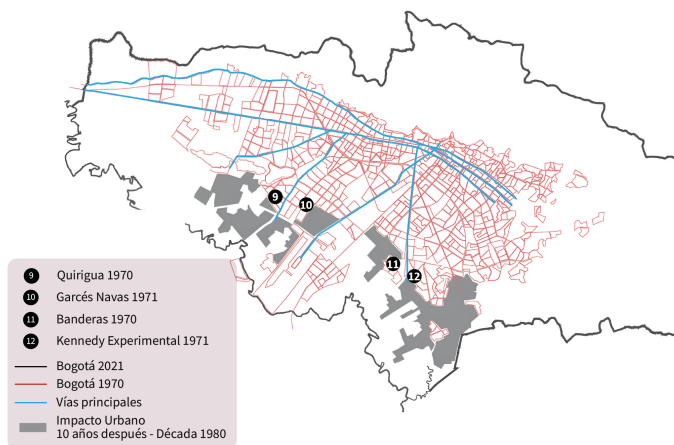 9
10
11
12
9 Quirigua 1970
10 Garcés Navas 1971
11 Banderas 1970
12 Kennedy Experimental 1971
Bogotá 2021
Bogotá 1970
Vías principales
Impacto Urbano
10 años después - Década 1980